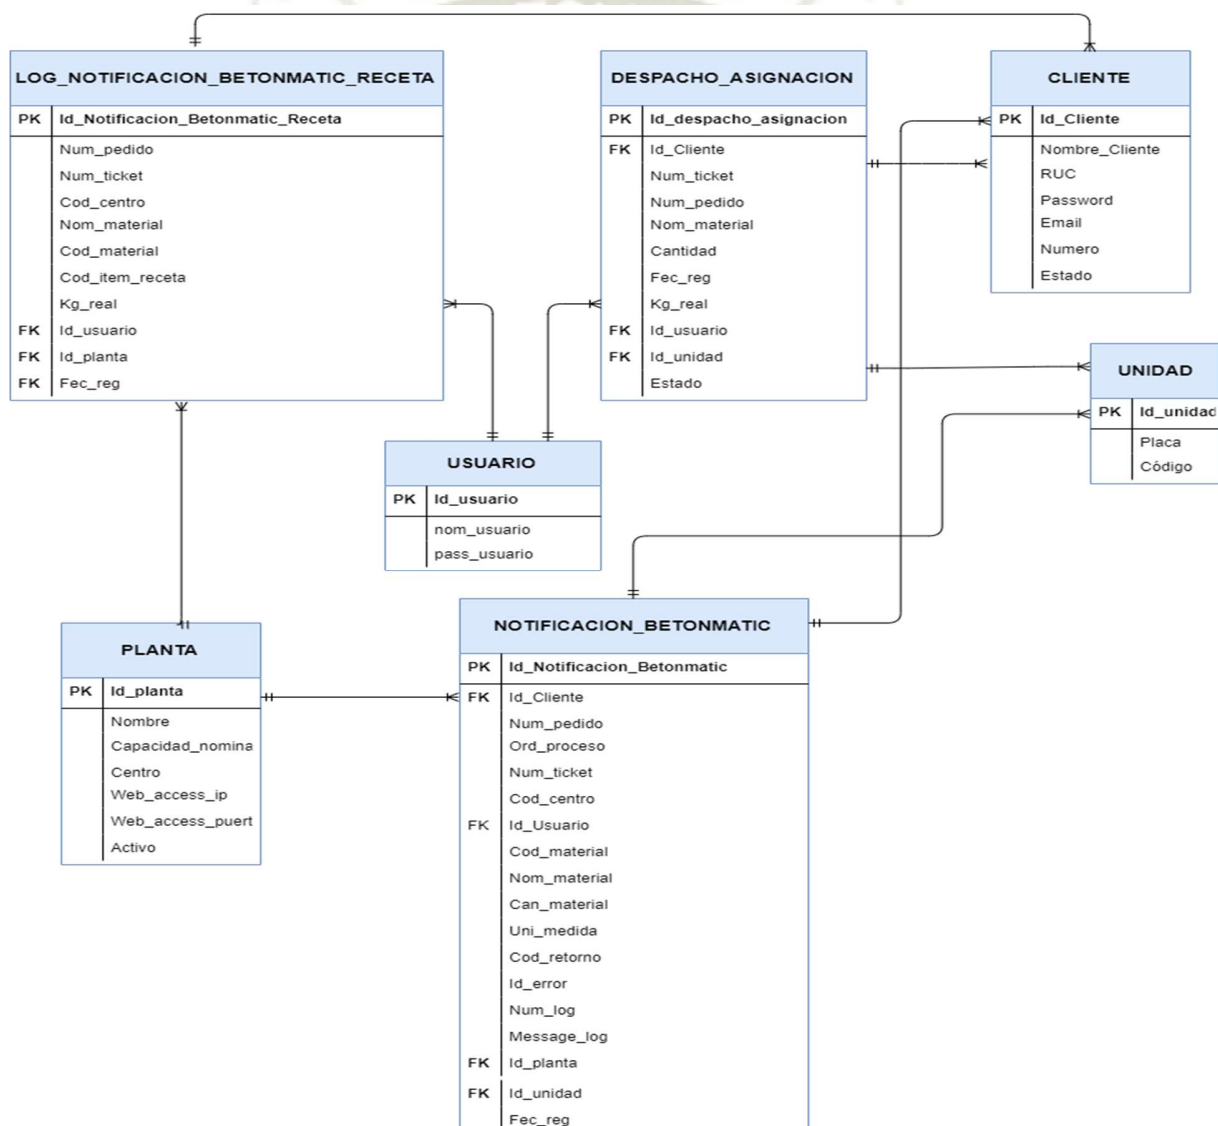 LOG_NOTIFICACION_BETONMATIC_RECETA
PK Id_Notificacion_Betonmatic_Receta
Num_pedido
Num_ticket
Cod_centro
Nom_material
Cod_material
Cod_item_receta
Kg_real
FK Id_usuario
FK Id_planta
FK Fec_reg
DESPACHO_ASIGNACION
PK Id_despacho_asignacion
FK Id_Cliente
Num_ticket
Num_pedido
Nom_material
Cantidad
Fec_reg
Kg_real
FK Id_usuario
FK Id_unidad
Estado
CLIENTE
PK Id_Cliente
Nombre_Cliente
RUC
Password
Email
Numero
Estado
UNIDAD
PK Id_unidad
Placa
Código
USUARIO
PK Id_usuario
nom_usuario
pass_usuario
PLANTA
PK Id_planta
Nombre
Capacidad_nomina
Centro
Web_access_ip
Web_access_puert
Activo
NOTIFICACION_BETONMATIC
PK Id_Notificacion_Betonmatic
FK Id_Cliente
Num_pedido
Ord_proceso
Num_ticket
Cod_centro
FK Id_Usuario
Cod_material
Nom_material
Can_material
Uni_medida
Cod_retorno
Id_error
Num_log
Message_log
FK Id_planta
FK Id_unidad
Fec_reg